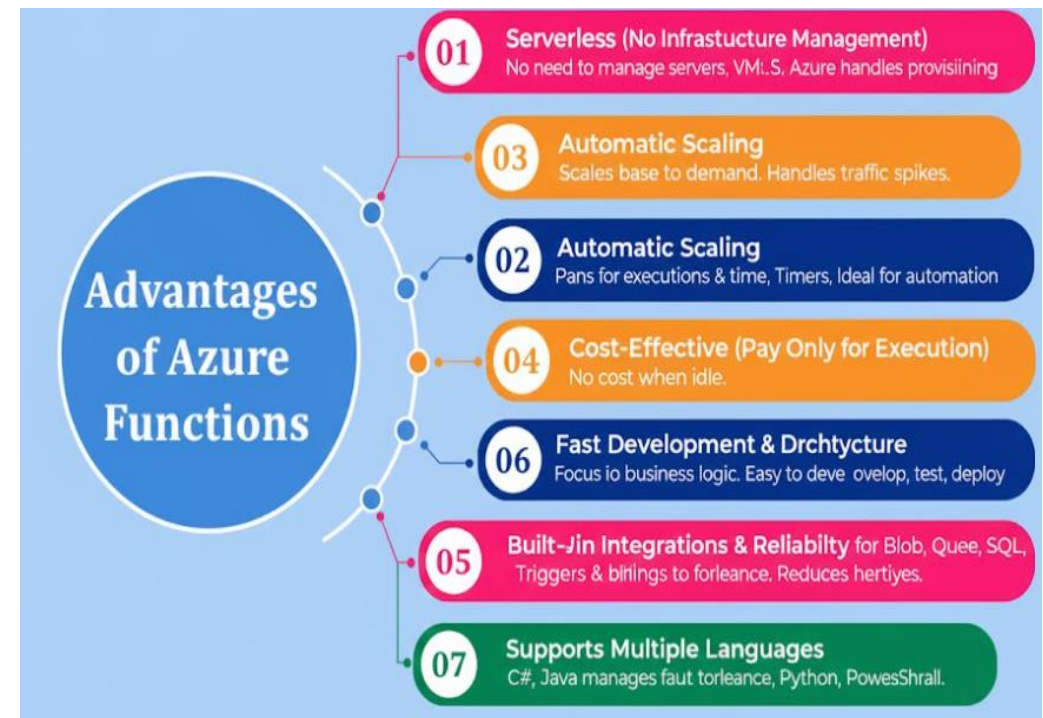 Advantages
of Azure
Functions
01
Serverless (No Infrastucture Management)
No need to manage servers, VM:.S. Azure handles provisiining
03
Automatic Scaling
Scales base to demand. Handles traffic spikes.
02
Automatic Scaling
Pans for executions & time, Timers, Ideal for automation
04
Cost-Effective (Pay Only for Execution)
No cost when idle.
06
Fast Development & Drchtycture
Focus io business logic. Easy to deve ovelop, test, deploy
05
Built-Jin Integrations & Reliabilty for Blob, Quee, SQL,
Triggers & to forleance. Reduces hertiyes.
07
Supports Multiple Languages
C#, Java manages faut torleance, Python, PowesShrall.